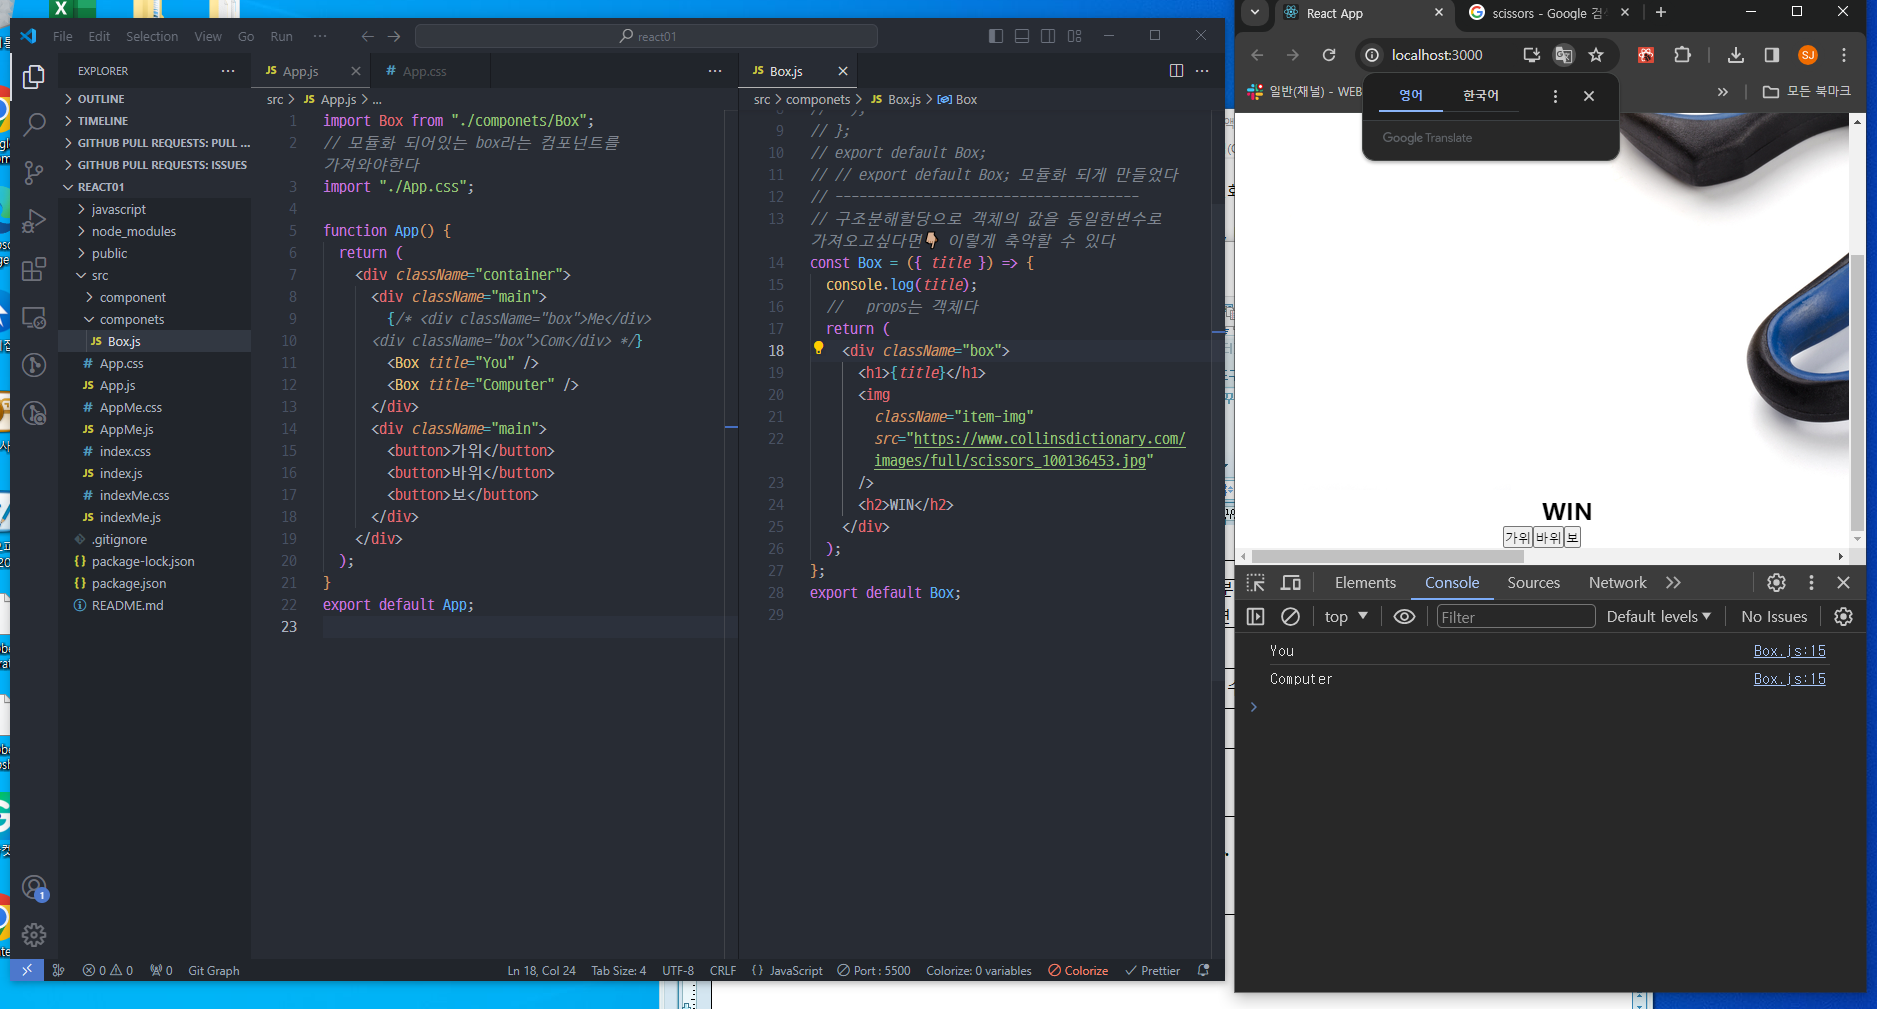 File Edit Selection View Go Run ··· react01
EXPLORER ···
OUTLINE
TIMELINE
GITHUB PULL REQUESTS: PULL ...
GITHUB PULL REQUESTS: ISSUES
REACT01
javascript
node_modules
public
src
component
componets
JS Box.js
# App.css
JS App.js
# AppMe.css
JS AppMe.js
# index.css
JS index.js
# indexMe.css
JS indexMe.js
.gitignore
{} package-lock.json
{} package.json
README.md
JS App.js # App.css ···
src > JS App.js > ...
1 import Box from "./componets/Box";
2 // 모듈화 되어있는 box라는 컴포넌트를
가져와야한다
3 import "./App.css";
4
5 function App() {
6 return (
7 <div className="container">
8 <div className="main">
9 {/* <div className="box">Me</div>
10 <div className="box">Com</div> */}
11 <Box title="You" />
12 <Box title="Computer" />
13 </div>
14 <div className="main">
15 <button>가위</button>
16 <button>바위</button>
17 <button>보</button>
18 </div>
19 </div>
20 );
21 }
22 export default App;
23
JS Box.js ···
src > componets > JS Box.js > Box
9 // };
10 // export default Box;
11 // // export default Box; 모듈화 되게 만들었다
12 // --------------------------------------
13 // 구조분해할당으로 객체의 값을 동일한변수로
가져오고싶다면👇🏼 이렇게 축약할 수 있다
14 const Box = ({ title }) => {
15 console.log(title);
16 //   props는 객체다
17 return (
18 <div className="box">
19 <h1>{title}</h1>
20 <img
21 className="item-img"
22 src="https://www.collinsdictionary.com/
images/full/scissors_100136453.jpg"
23 />
24 <h2>WIN</h2>
25 </div>
26 );
27 };
28 export default Box;
29
0 0 0 Git Graph Ln 18, Col 24 Tab Size: 4 UTF-8 CRLF {} JavaScript Port : 5500 Colorize: 0 variables Colorize Prettier
1
React App scissors - Google 검
localhost:3000 SJ
일반(채널) - WEB » 모든 북마크
영어 한국어
Google Translate
WIN
가위 바위 보
Elements Console Sources Network »
top Filter Default levels No Issues
You Box.js:15
Computer Box.js:15